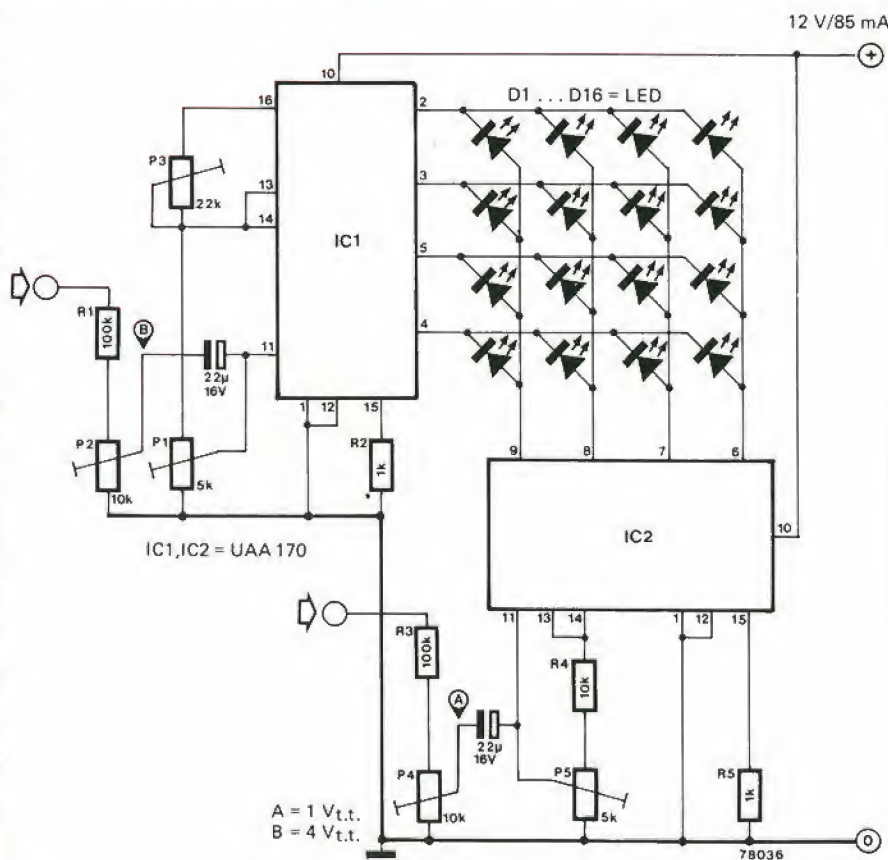 12 V/85 mA
10
16
2
D1 ... D16 = LED
P3
22k
13
14
3
IC1
5
R1
100k
B
11
4
22µ
16V
1
12
15
P2
10k
P1
5k
R2
1k
*
9
8
7
6
IC1,IC2 = UAA 170
IC2
10
11
13
14
1
12
15
R3
100k
R4
10k
A
22µ
16V
P4
10k
P5
5k
R5
1k
A = 1 Vt.t.
B = 4 Vt.t.
0
78036